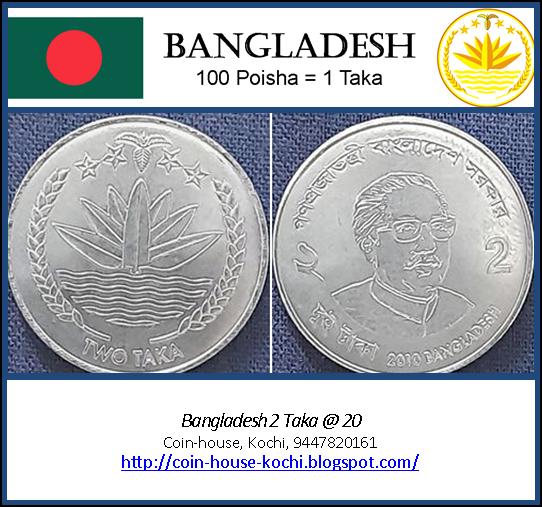 BANGLADESH
100 Poisha = 1 Taka
TWO TAKA
গণপ্রজাতন্ত্রী বাংলাদেশ সরকার
২
2
দুই টাকা 2010 BANGLADESH
Bangladesh 2 Taka @ 20
Coin-house, Kochi, 9447820161
http://coin-house-kochi.blogspot.com/